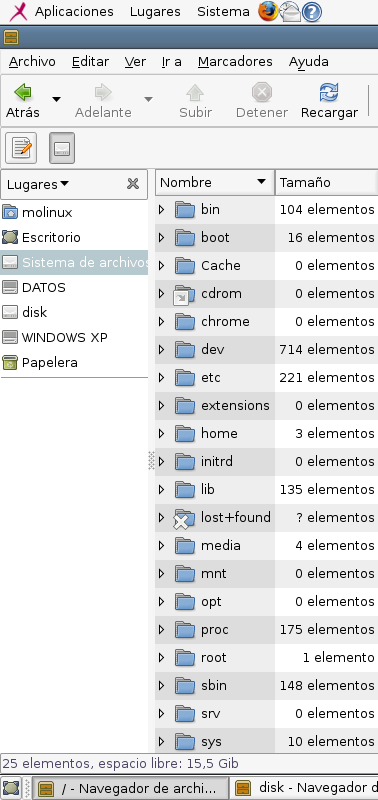 Aplicaciones Lugares Sistema
Archivo Editar Ver Ir a Marcadores Ayuda
Atrás Adelante Subir Detener Recargar
Lugares
Nombre Tamaño
molinux
Escritorio
Sistema de archivos
DATOS
disk
WINDOWS XP
Papelera
bin 104 elementos
boot 16 elementos
Cache 0 elementos
cdrom 0 elementos
chrome 0 elementos
dev 714 elementos
etc 221 elementos
extensions 0 elementos
home 3 elementos
initrd 0 elementos
lib 135 elementos
lost+found ? elementos
media 4 elementos
mnt 0 elementos
opt 0 elementos
proc 175 elementos
root 1 elemento
sbin 148 elementos
srv 0 elementos
sys 10 elementos
25 elementos, espacio libre: 15,5 Gib
/ - Navegador de archi... disk - Navegador d